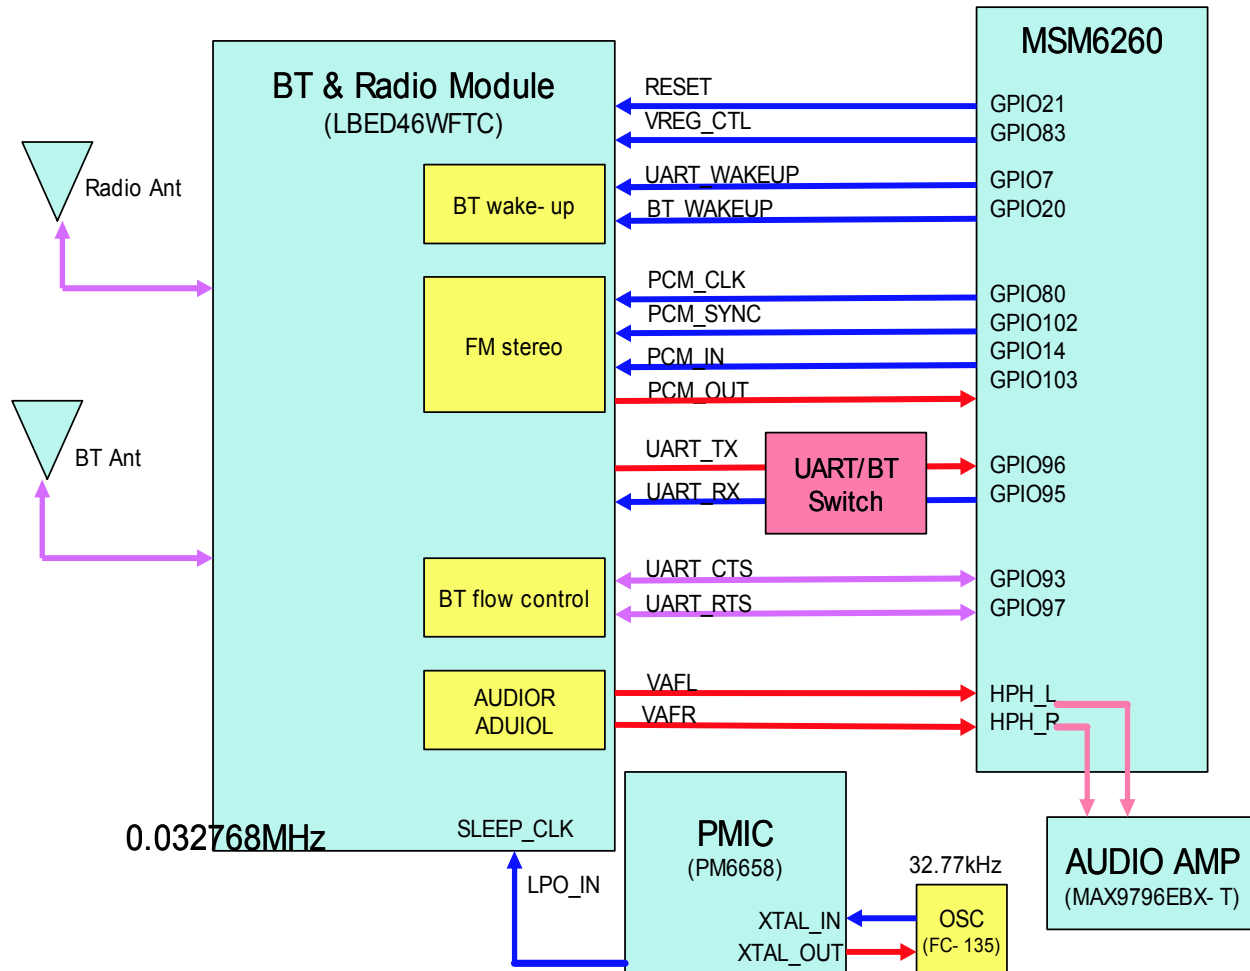 MSM6260
BT & Radio Module
(LBED46WFTC)
RESET
GPIO21
VREG_CTL
GPIO83
Radio Ant
BT wake- up
UART_WAKEUP
GPIO7
BT_WAKEUP
GPIO20
FM stereo
PCM_CLK
GPIO80
PCM_SYNC
GPIO102
PCM_IN
GPIO14
GPIO103
PCM_OUT
BT Ant
UART_TX
UART/BT
Switch
GPIO96
UART_RX
GPIO95
BT flow control
UART_CTS
GPIO93
UART_RTS
GPIO97
AUDIOR
ADUIOL
VAFL
HPH_L
VAFR
HPH_R
0.032768MHz
SLEEP_CLK
LPO_IN
PMIC
(PM6658)
XTAL_IN
XTAL_OUT
32.77kHz
OSC
(FC- 135)
AUDIO AMP
(MAX9796EBX- T)